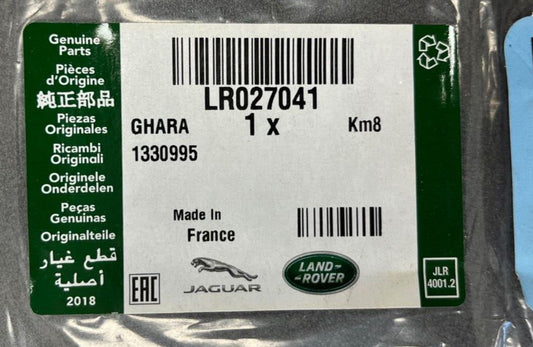 Genuine
Parts
Pièces
d'Origine
純正部品
Piezas
Originales
Ricambi
Originali
Originele
Onderdelen
Peças
Genuinas
Originalteile
قطع غيار
أصلية
2018
LR027041
GHARA 1 x Km8
1330995
Made In
France
EAC
JAGUAR
LAND-
-ROVER
JLR
4001.2